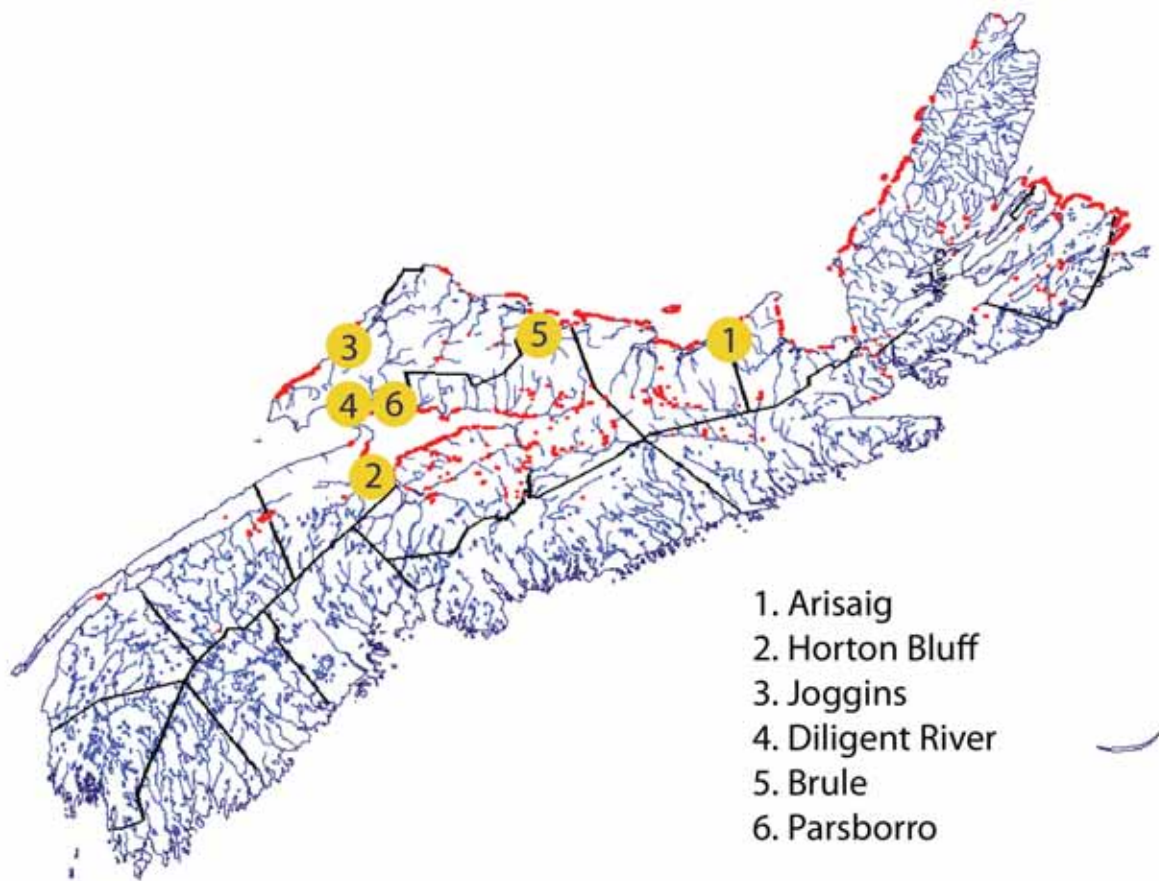 3
5
1
4
6
2
1. Arisaig
2. Horton Bluff
3. Joggins
4. Diligent River
5. Brule
6. Parsborro